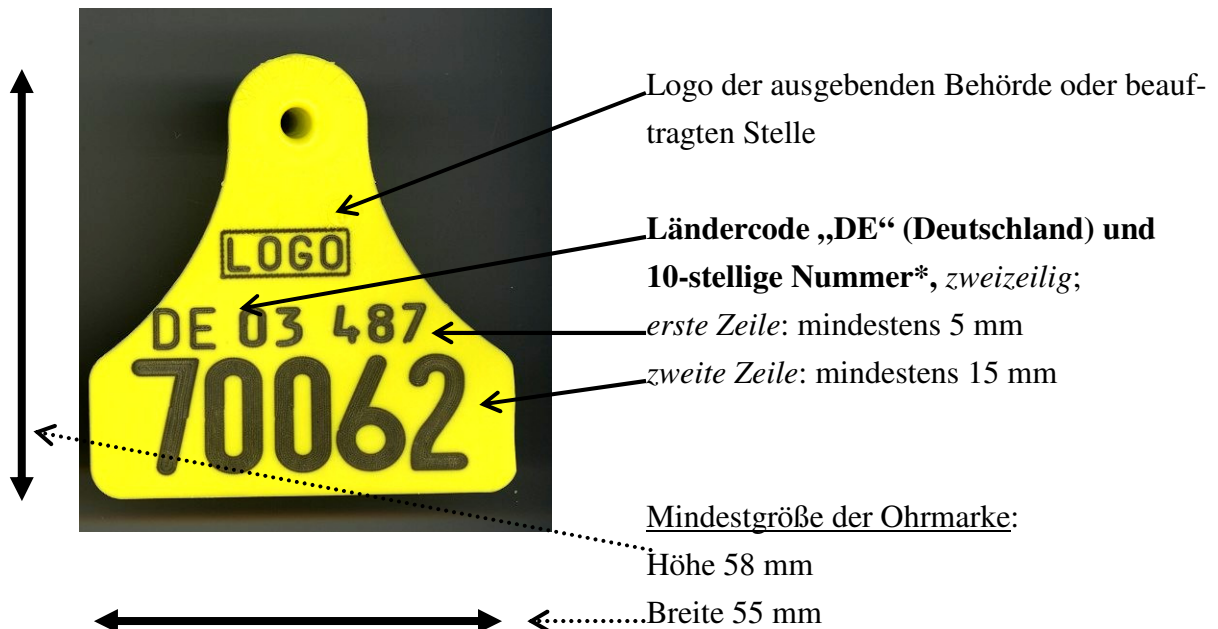 Logo der ausgebenden Behörde oder beauf-
tragten Stelle
LOGO
Ländercode „DE“ (Deutschland) und
10-stellige Nummer*, zweizeilig;
DE 03 487
erste Zeile: mindestens 5 mm
70062
zweite Zeile: mindestens 15 mm
Mindestgröße der Ohrmarke:
Höhe 58 mm
Breite 55 mm